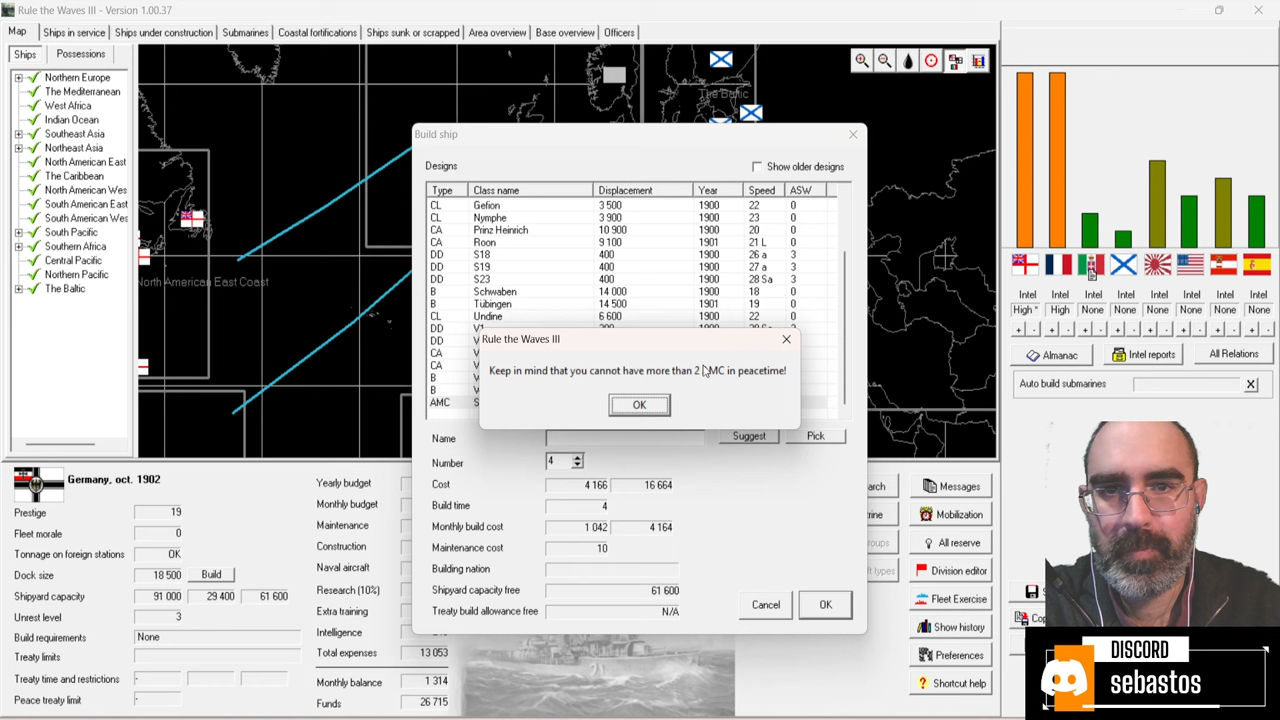 Rule the Waves III - Version 1.00.37
Map Ships in service Ships under construction Submarines Coastal fortifications Ships sunk or scrapped Area overview Base overview Officers
Ships Possessions
Northern Europe
The Mediterranean
West Africa
Indian Ocean
Southeast Asia
Northeast Asia
North American East
The Caribbean
North American Wes
South American East
South American Wes
South Pacific
Southern Africa
Central Pacific
Northern Pacific
The Baltic
The Baltic
North American East Coast
Build ship
Designs
Show older designs
Type Class name Displacement Year Speed ASW
CL Gefion 3 500 1900 22 0
CL Nymphe 3 900 1900 23 0
CA Prinz Heinrich 10 900 1900 20 0
CA Roon 9 100 1901 21 L 0
DD S18 400 1900 26 a 3
DD S19 400 1900 27 a 3
DD S23 400 1900 28 Sa 3
B Schwaben 14 000 1900 18 0
B Tübingen 14 500 1901 19 0
CL Undine 6 600 1900 22 0
DD
DD
CA
CA
B
B
AMC
Rule the Waves III
Keep in mind that you cannot have more than 2 AMC in peacetime!
OK
Name Suggest Pick
Number 4
Cost 4 166 16 664
Build time 4
Monthly build cost 1 042 4 164
Maintenance cost 10
Building nation
Shipyard capacity free 61 600
Treaty build allowance free N/A
Cancel OK
Intel Intel Intel Intel Intel Intel Intel Intel
High * High None None None None None None
+ - + - + - + - + - + - + - + -
Almanac Intel reports All Relations
Auto build submarines X
Germany, oct. 1902
Prestige 19
Fleet morale 0
Tonnage on foreign stations OK
Dock size 18 500 Build
Shipyard capacity 91 000 29 400 61 600
Unrest level 3
Build requirements None
Treaty limits
Treaty time and restrictions - - -
Peace treaty limit -
Yearly budget
Monthly budget
Maintenance
Construction
Naval aircraft
Research (10%)
Extra training
Intelligence
Total expenses 13 053
Monthly balance 1 314
Funds 26 715
Messages
Mobilization
All reserve
Division editor
Fleet Exercise
Show history
Preferences
Shortcut help
DISCORD
sebastos